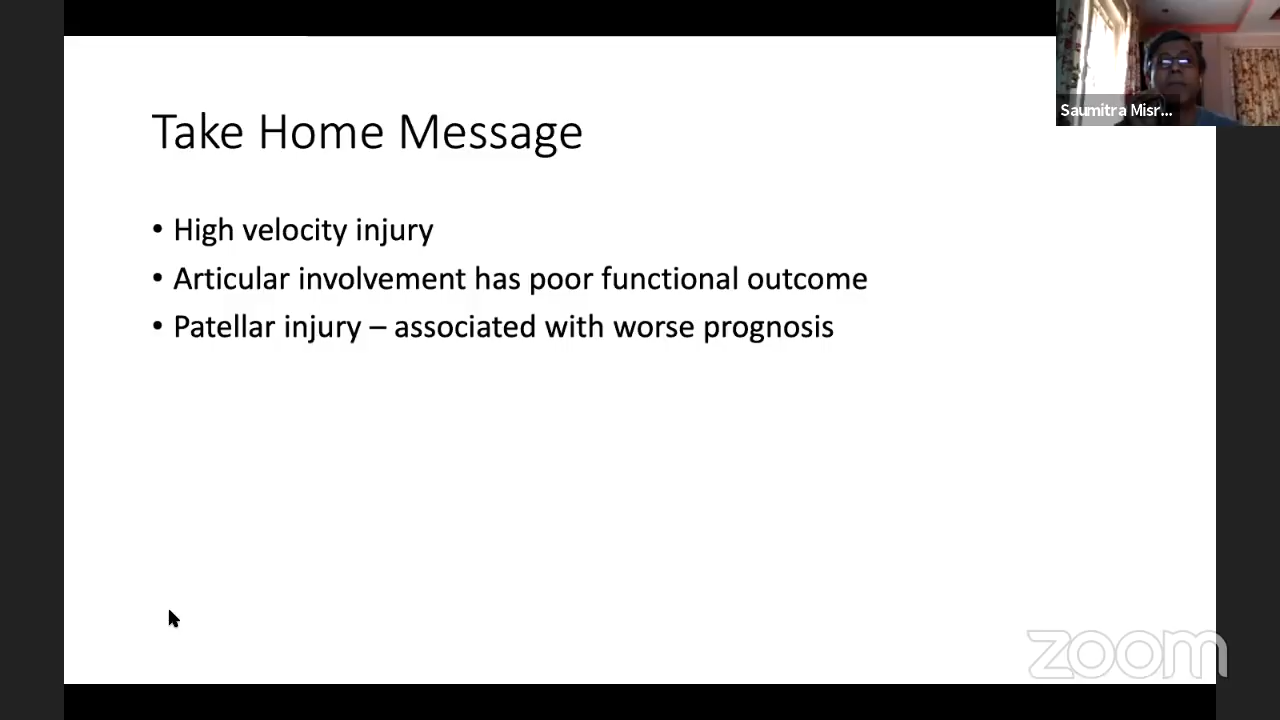 Saumitra Misr...
Take Home Message
• High velocity injury
• Articular involvement has poor functional outcome
• Patellar injury – associated with worse prognosis
zoom